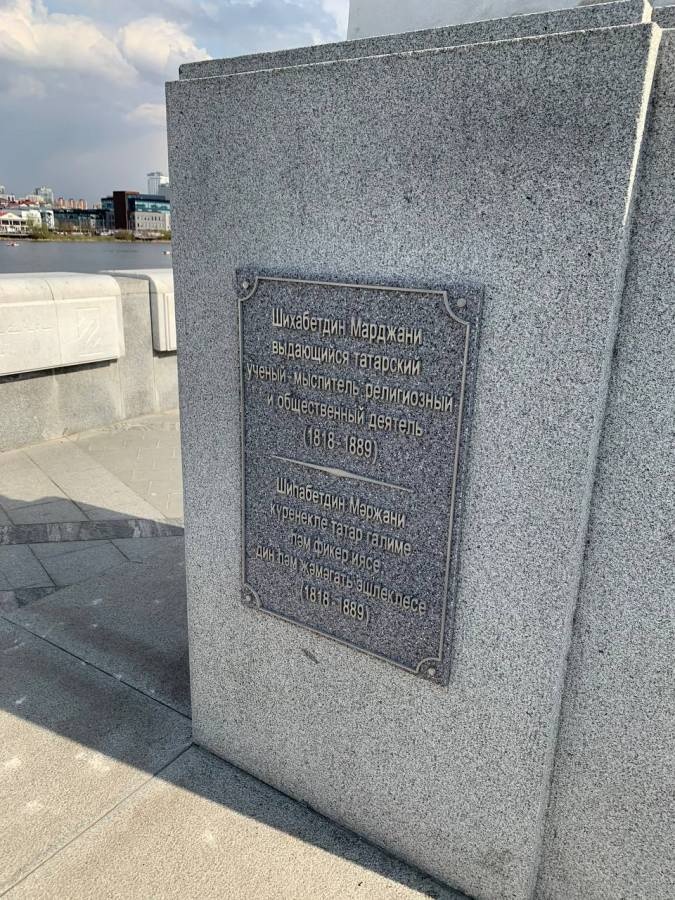 Шихабетдин Марджани
выдающийся татарский
ученый-мыслитель, религиозный
и общественный деятель
(1818-1889)
Шиһабетдин Мәрҗани
күренекле татар галиме
һәм фикер иясе,
дин һәм җәмәгать эшлеклесе
(1818-1889)